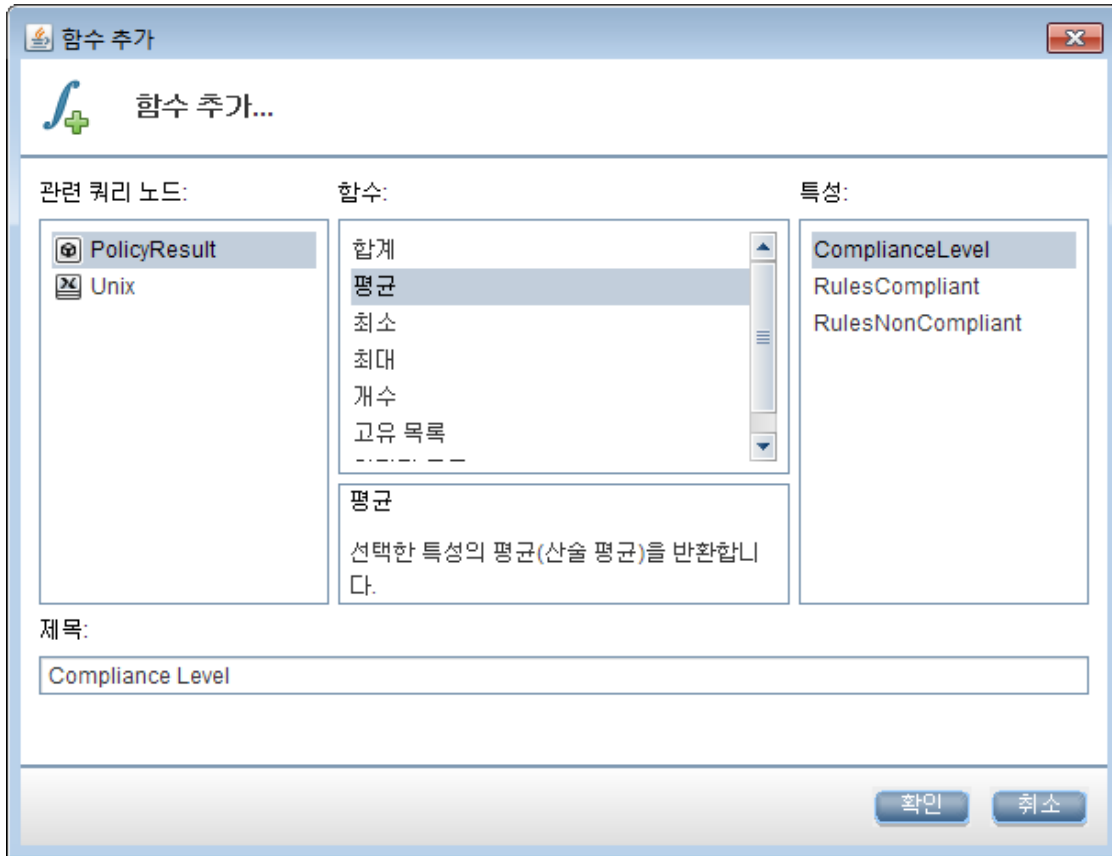 함수 추가
함수 추가...
관련 쿼리 노드:
함수:
특성:
PolicyResult
Unix
합계
평균
최소
최대
개수
고유 목록
평균
선택한 특성의 평균(산술 평균)을 반환합니
다.
ComplianceLevel
RulesCompliant
RulesNonCompliant
제목:
Compliance Level
확인
취소